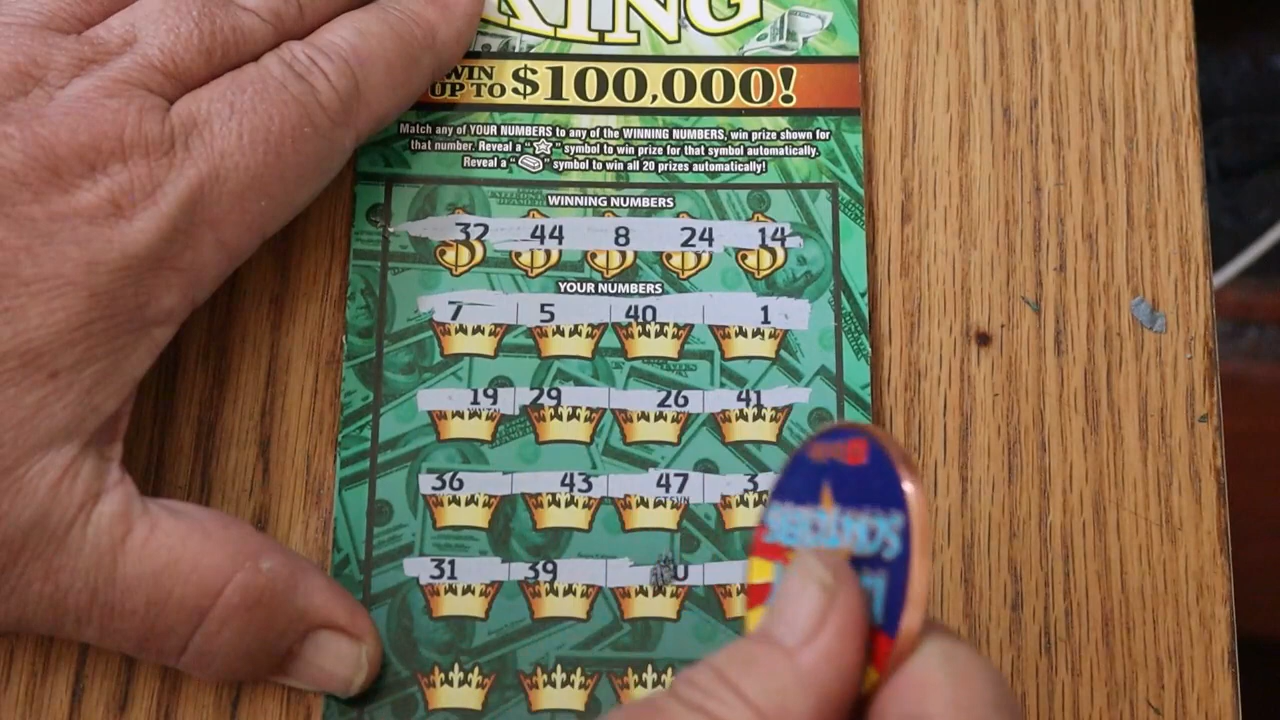 KING
WIN UP TO $100,000!
Match any of YOUR NUMBERS to any of the WINNING NUMBERS, win prize shown for
that number. Reveal a "☆" symbol to win prize for that symbol automatically.
Reveal a " " symbol to win all 20 prizes automatically!
WINNING NUMBERS
32 44 8 24 14
YOUR NUMBERS
7 5 40 1
19 29 26 41
36 43 47 3
31 39